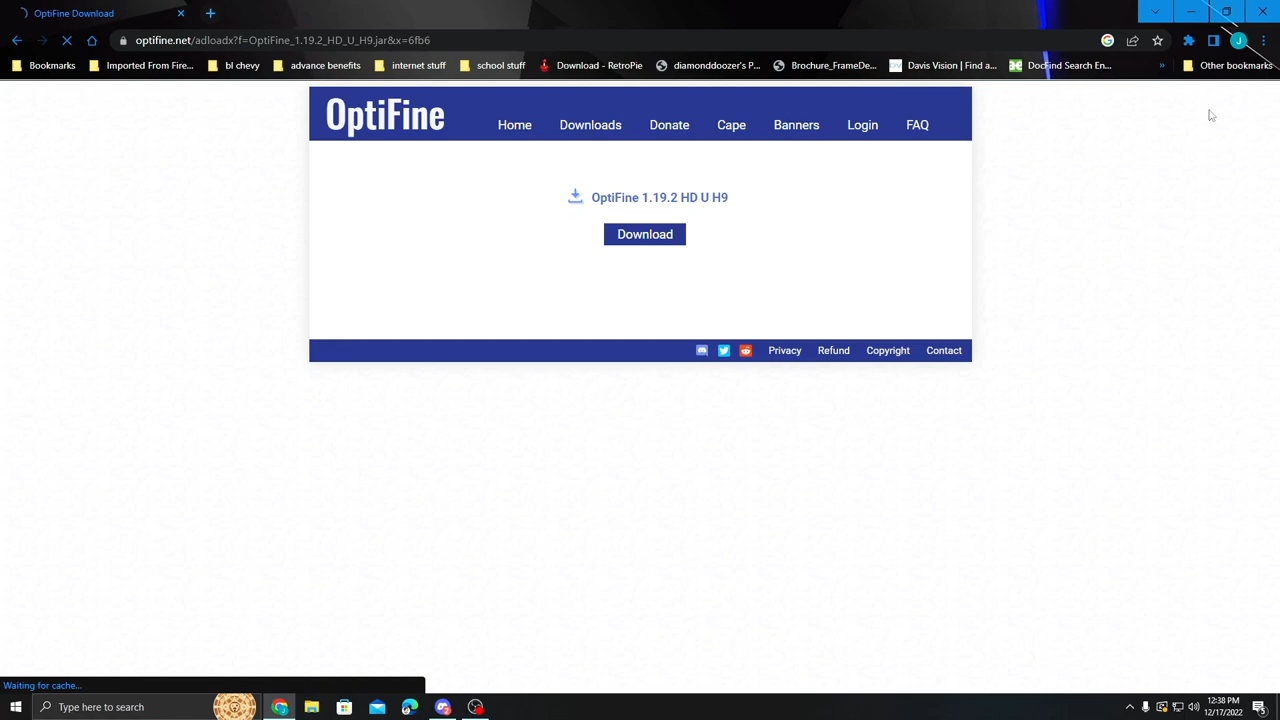 OptiFine Download
optifine.net/adloadx?f=OptiFine_1.19.2_HD_U_H9.jar&x=6fb6
J
Bookmarks Imported From Fire... bl chevy advance benefits internet stuff school stuff Download - RetroPie diamonddoozer's P... Brochure_FrameDe... DV Davis Vision | Find a... DocFind Search En... » Other bookmarks
OptiFine Home Downloads Donate Cape Banners Login FAQ
OptiFine 1.19.2 HD U H9
Download
Privacy Refund Copyright Contact
Waiting for cache...
Type here to search
12:38 PM
12/17/2022
5